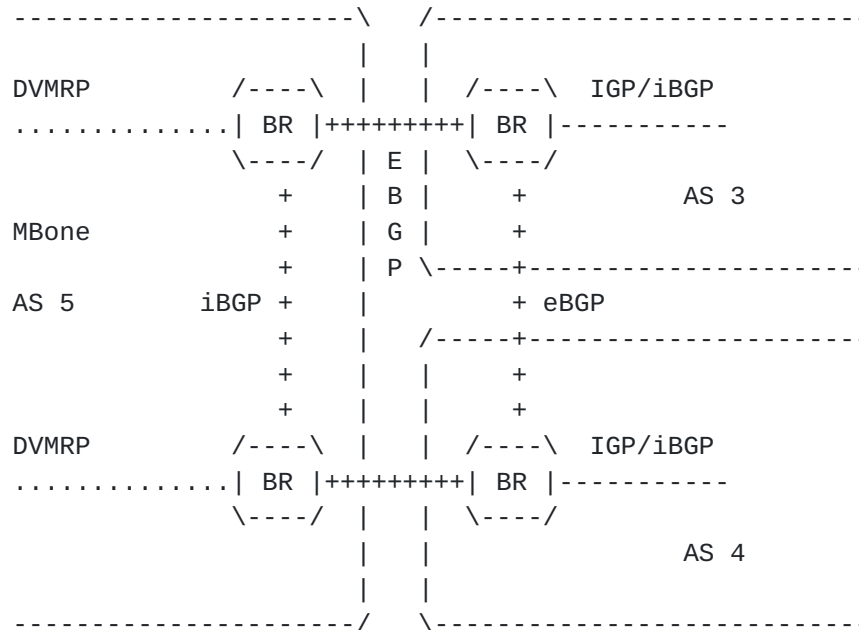 ---------------------\   /----------------------------
                      |   |
DVMRP         /----\  |   |  /----\  IGP/iBGP
..............| BR |+++++++++| BR |-----------
              \----/  | E |  \----/
                 +    | B |     +          AS 3
MBone            +    | G |     +
                 +    | P \-----+----------------------
AS 5        iBGP +    |         + eBGP
                 +    |   /-----+----------------------
                 +    |   |     +
                 +    |   |     +
DVMRP         /----\  |   |  /----\  IGP/iBGP
..............| BR |+++++++++| BR |-----------
              \----/  |   |  \----/
                      |   |                AS 4
                      |   |
----------------------/   \----------------------------